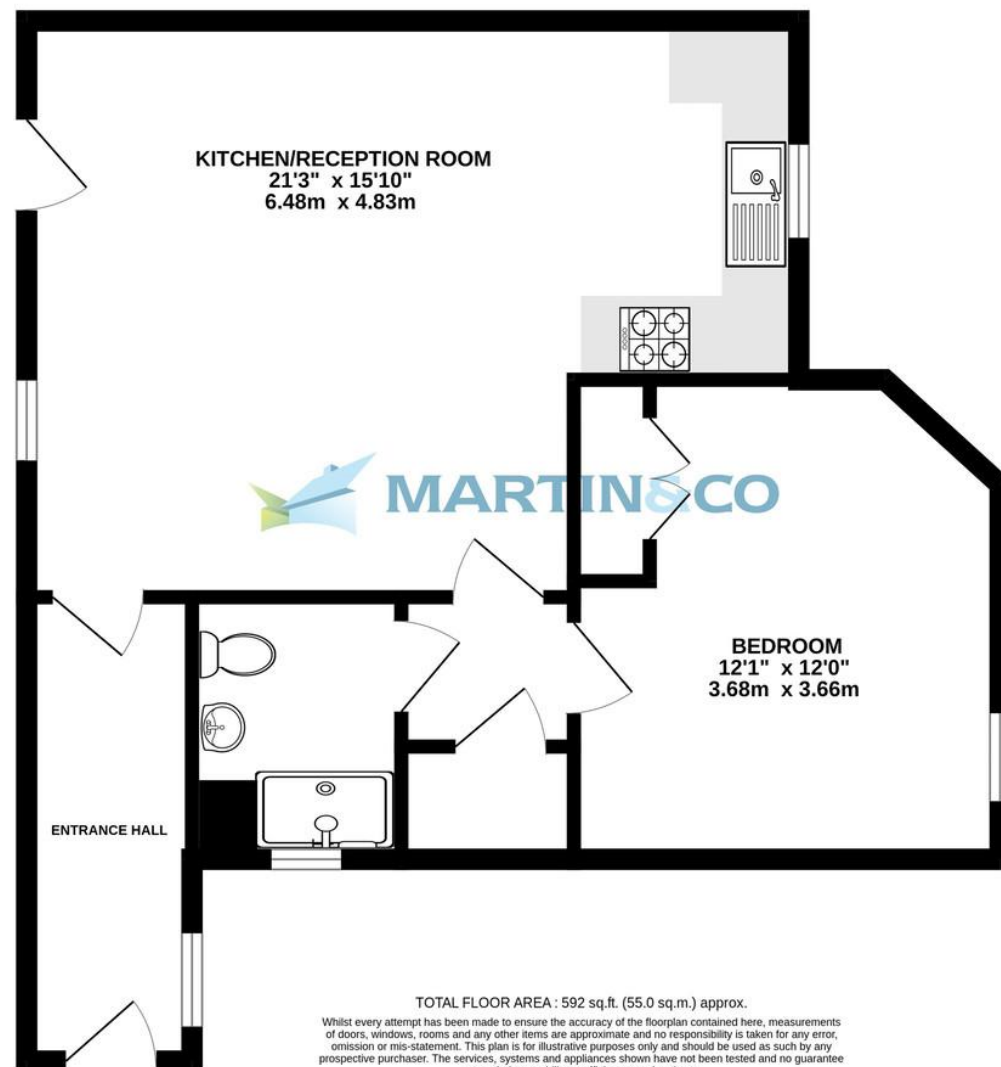 KITCHEN/RECEPTION ROOM
21'3" x 15'10"
6.48m x 4.83m
MARTIN&CO
BEDROOM
12'1" x 12'0"
3.68m x 3.66m
ENTRANCE HALL
TOTAL FLOOR AREA : 592 sq.ft. (55.0 sq.m.) approx.
Whilst every attempt has been made to ensure the accuracy of the floorplan contained here, measurements
of doors, windows, rooms and any other items are approximate and no responsibility is taken for any error,
omission or mis-statement. This plan is for illustrative purposes only and should be used as such by any
prospective purchaser. The services, systems and appliances shown have not been tested and no guarantee